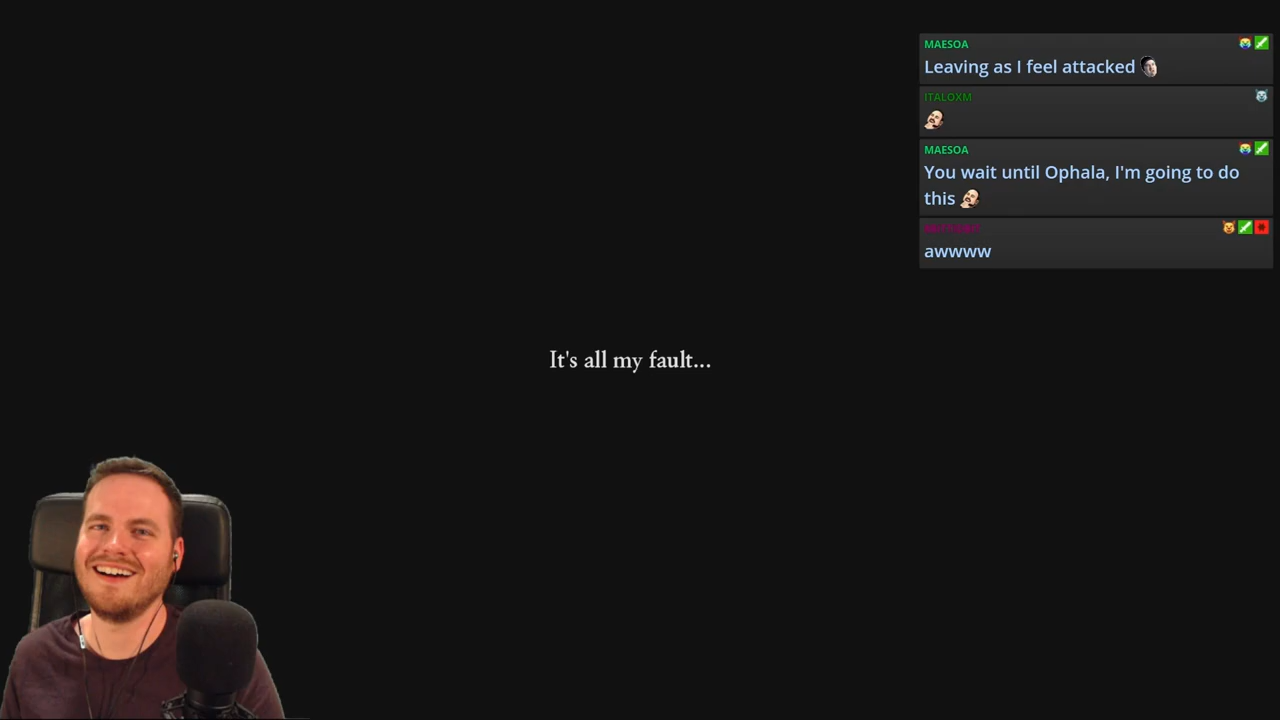 MAESOA
Leaving as I feel attacked
ITALOXM
MAESOA
You wait until Ophala, I'm going to do
this
awwww
It's all my fault...